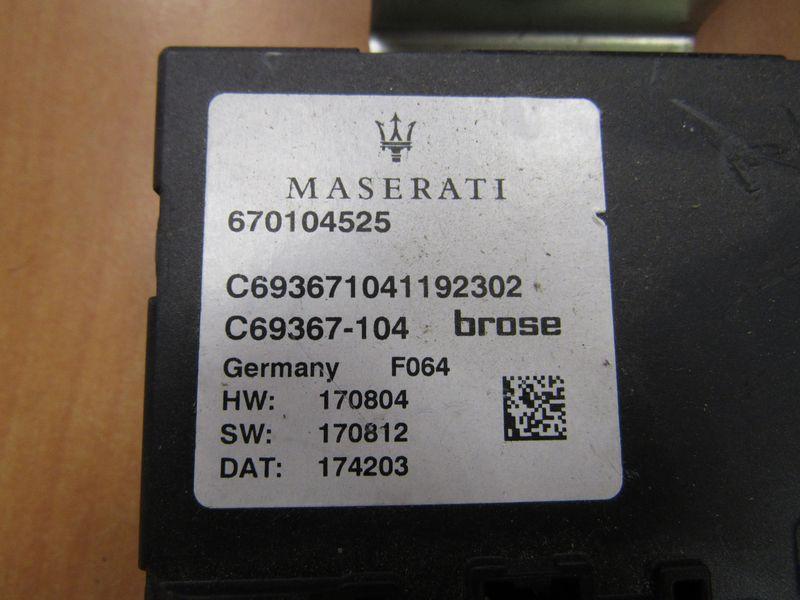 MASERATI
670104525
C693671041192302
C69367-104 brose
Germany F064
HW: 170804
SW: 170812
DAT: 174203